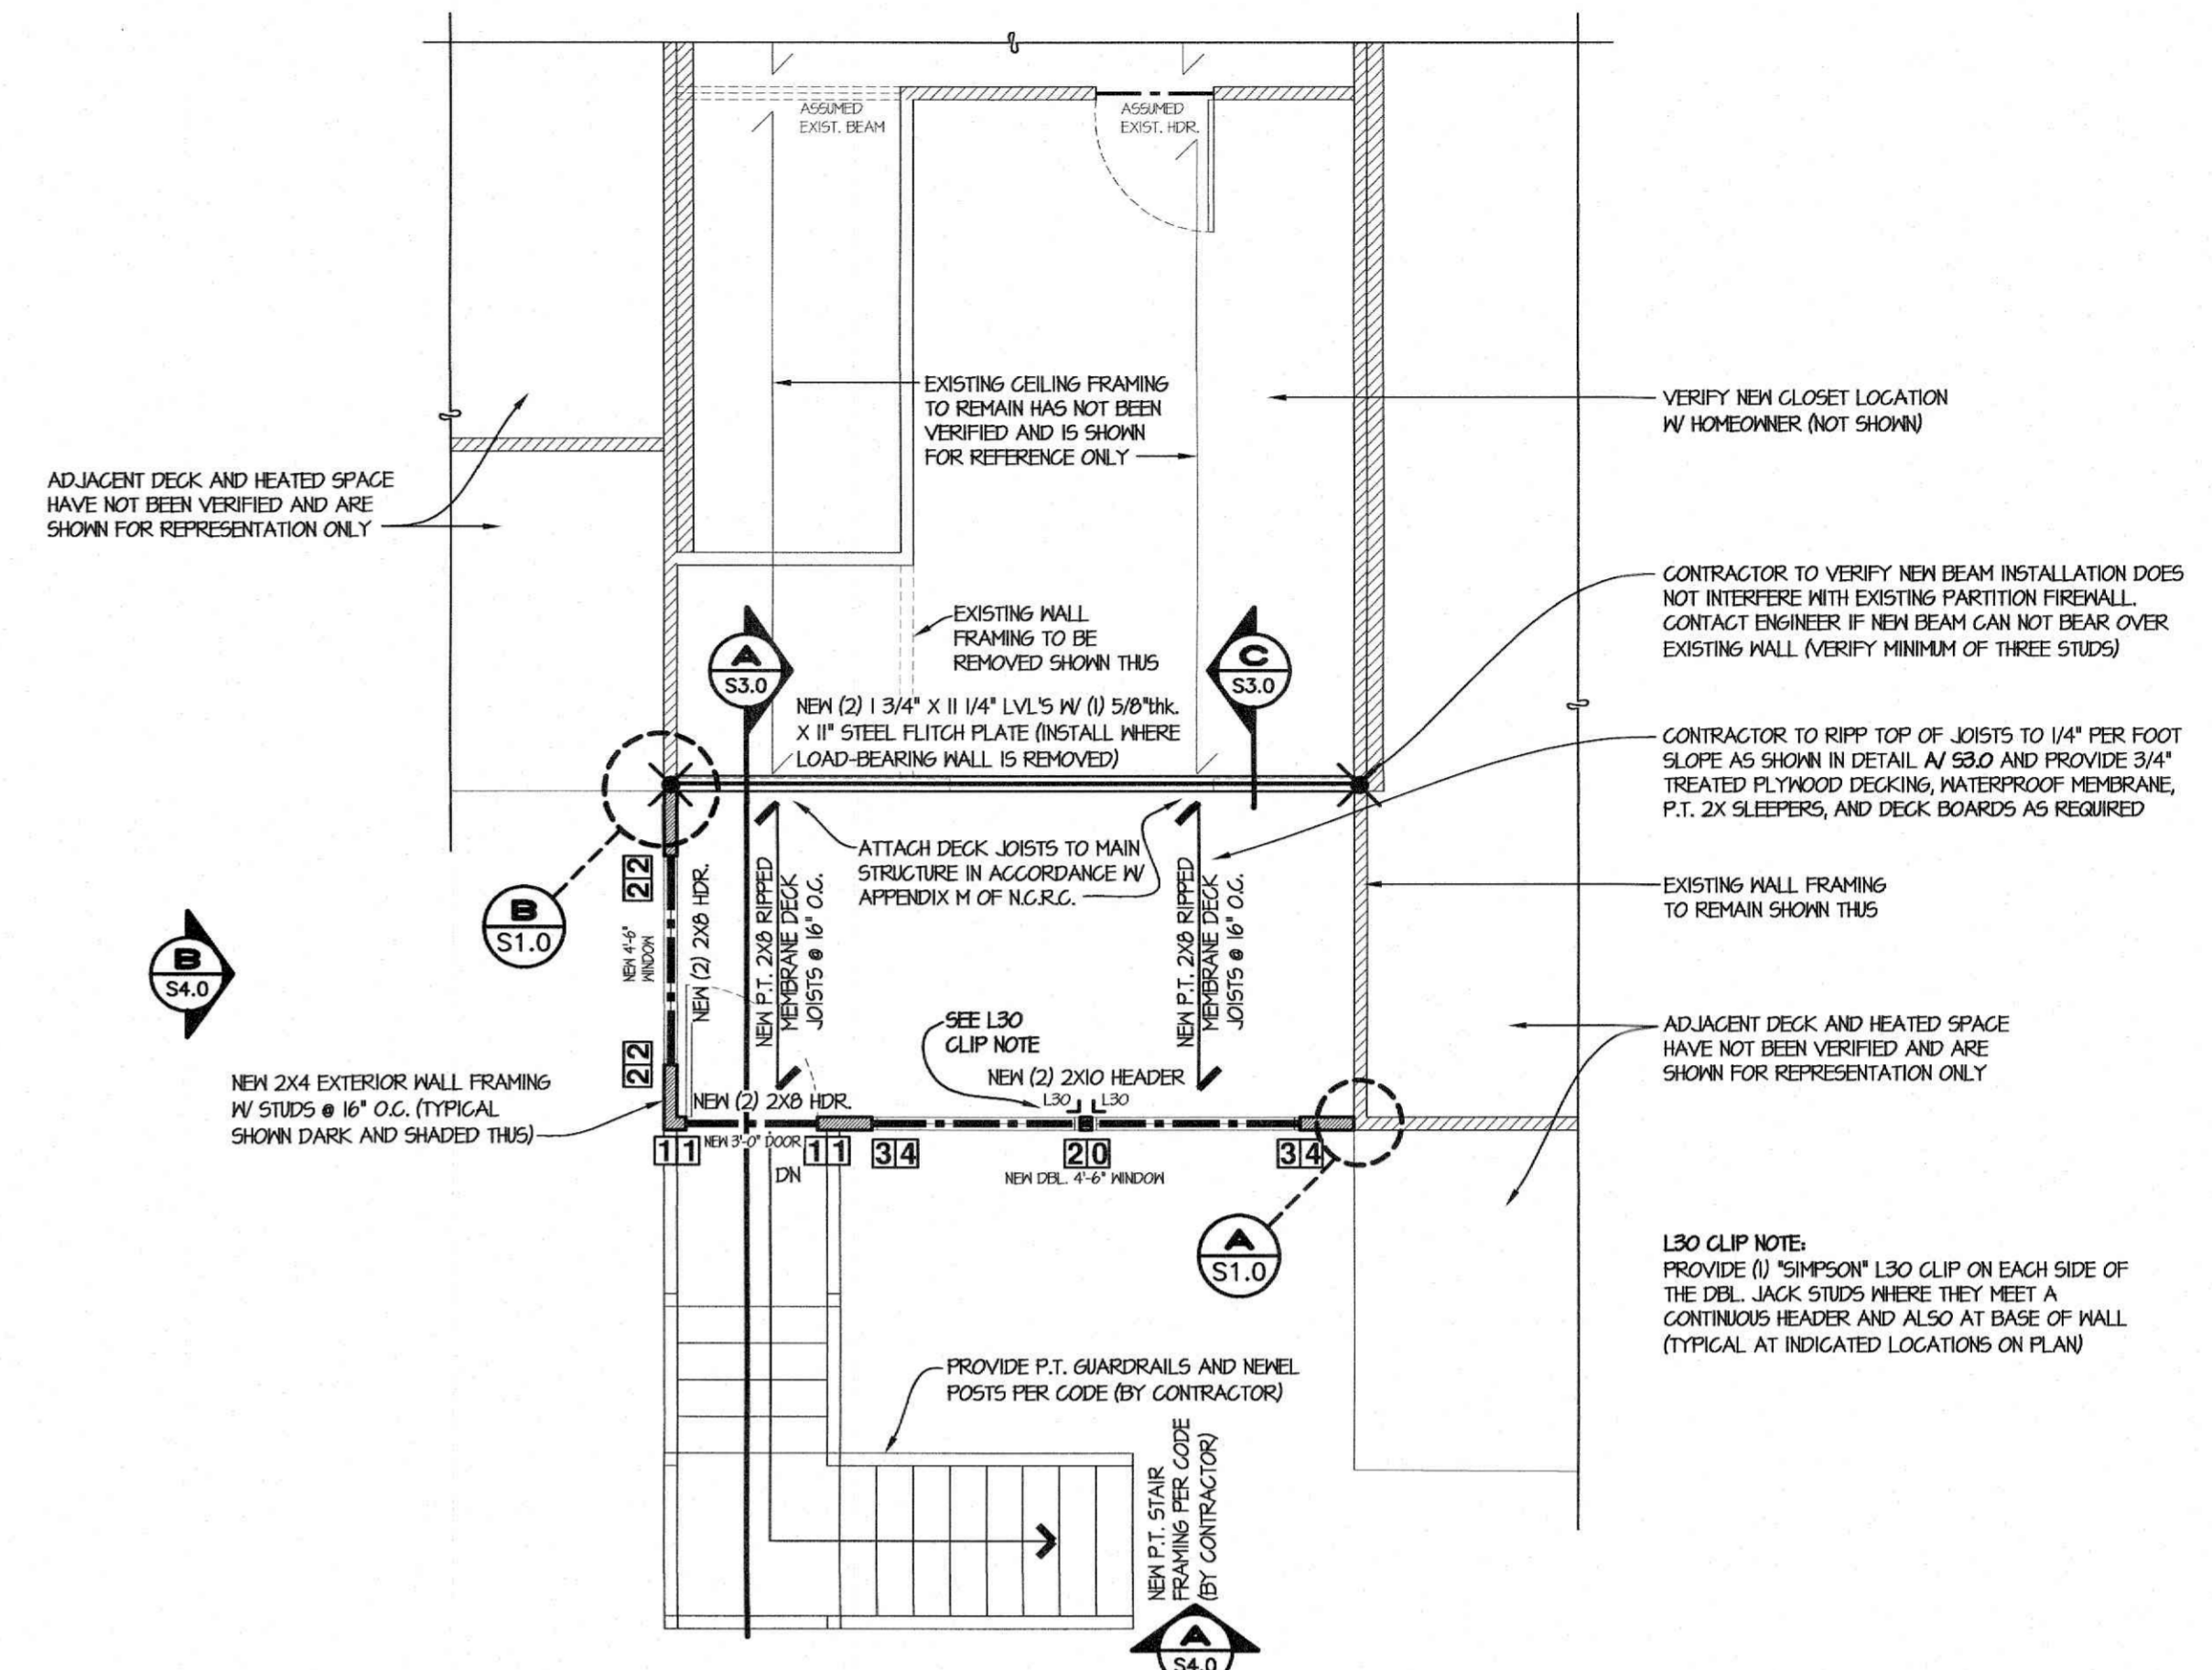 ASSUMED
EXIST. BEAM
ASSUMED
EXIST. HDR.
EXISTING CEILING FRAMING
TO REMAIN HAS NOT BEEN
VERIFIED AND IS SHOWN
FOR REFERENCE ONLY
VERIFY NEW CLOSET LOCATION
W/ HOMEOWNER (NOT SHOWN)
ADJACENT DECK AND HEATED SPACE
HAVE NOT BEEN VERIFIED AND ARE
SHOWN FOR REPRESENTATION ONLY
CONTRACTOR TO VERIFY NEW BEAM INSTALLATION DOES
NOT INTERFERE WITH EXISTING PARTITION FIREWALL.
CONTACT ENGINEER IF NEW BEAM CAN NOT BEAR OVER
EXISTING WALL (VERIFY MINIMUM OF THREE STUDS)
EXISTING WALL
FRAMING TO BE
REMOVED SHOWN THUS
A
S3.0
C
S3.0
NEW (2) 1 3/4" X 11 1/4" LVL'S W/ (1) 5/8"thk.
X 11" STEEL FLITCH PLATE (INSTALL WHERE
LOAD-BEARING WALL IS REMOVED)
CONTRACTOR TO RIPP TOP OF JOISTS TO 1/4" PER FOOT
SLOPE AS SHOWN IN DETAIL A/ S3.0 AND PROVIDE 3/4"
TREATED PLYWOOD DECKING, WATERPROOF MEMBRANE,
P.T. 2X SLEEPERS, AND DECK BOARDS AS REQUIRED
ATTACH DECK JOISTS TO MAIN
STRUCTURE IN ACCORDANCE W/
APPENDIX M OF N.C.R.C.
EXISTING WALL FRAMING
TO REMAIN SHOWN THUS
22
NEW 4'-6"
WINDOW
22
NEW (2) 2X8 HDR.
NEW P.T. 2X8 RIPPED
MEMBRANE DECK
JOISTS @ 16" O.C.
NEW P.T. 2X8 RIPPED
MEMBRANE DECK
JOISTS @ 16" O.C.
B
S1.0
B
S4.0
SEE L30
CLIP NOTE
NEW (2) 2X10 HEADER
L30
L30
ADJACENT DECK AND HEATED SPACE
HAVE NOT BEEN VERIFIED AND ARE
SHOWN FOR REPRESENTATION ONLY
NEW 2X4 EXTERIOR WALL FRAMING
W/ STUDS @ 16" O.C. (TYPICAL
SHOWN DARK AND SHADED THUS)
NEW (2) 2X8 HDR.
11
NEW 3'-0" DOOR
11
34
20
34
DN
NEW DBL. 4'-6" WINDOW
A
S1.0
L30 CLIP NOTE:
PROVIDE (1) "SIMPSON" L30 CLIP ON EACH SIDE OF
THE DBL. JACK STUDS WHERE THEY MEET A
CONTINUOUS HEADER AND ALSO AT BASE OF WALL
(TYPICAL AT INDICATED LOCATIONS ON PLAN)
PROVIDE P.T. GUARDRAILS AND NEWEL
POSTS PER CODE (BY CONTRACTOR)
NEW P.T. STAIR
FRAMING PER CODE
(BY CONTRACTOR)
A
S4.0